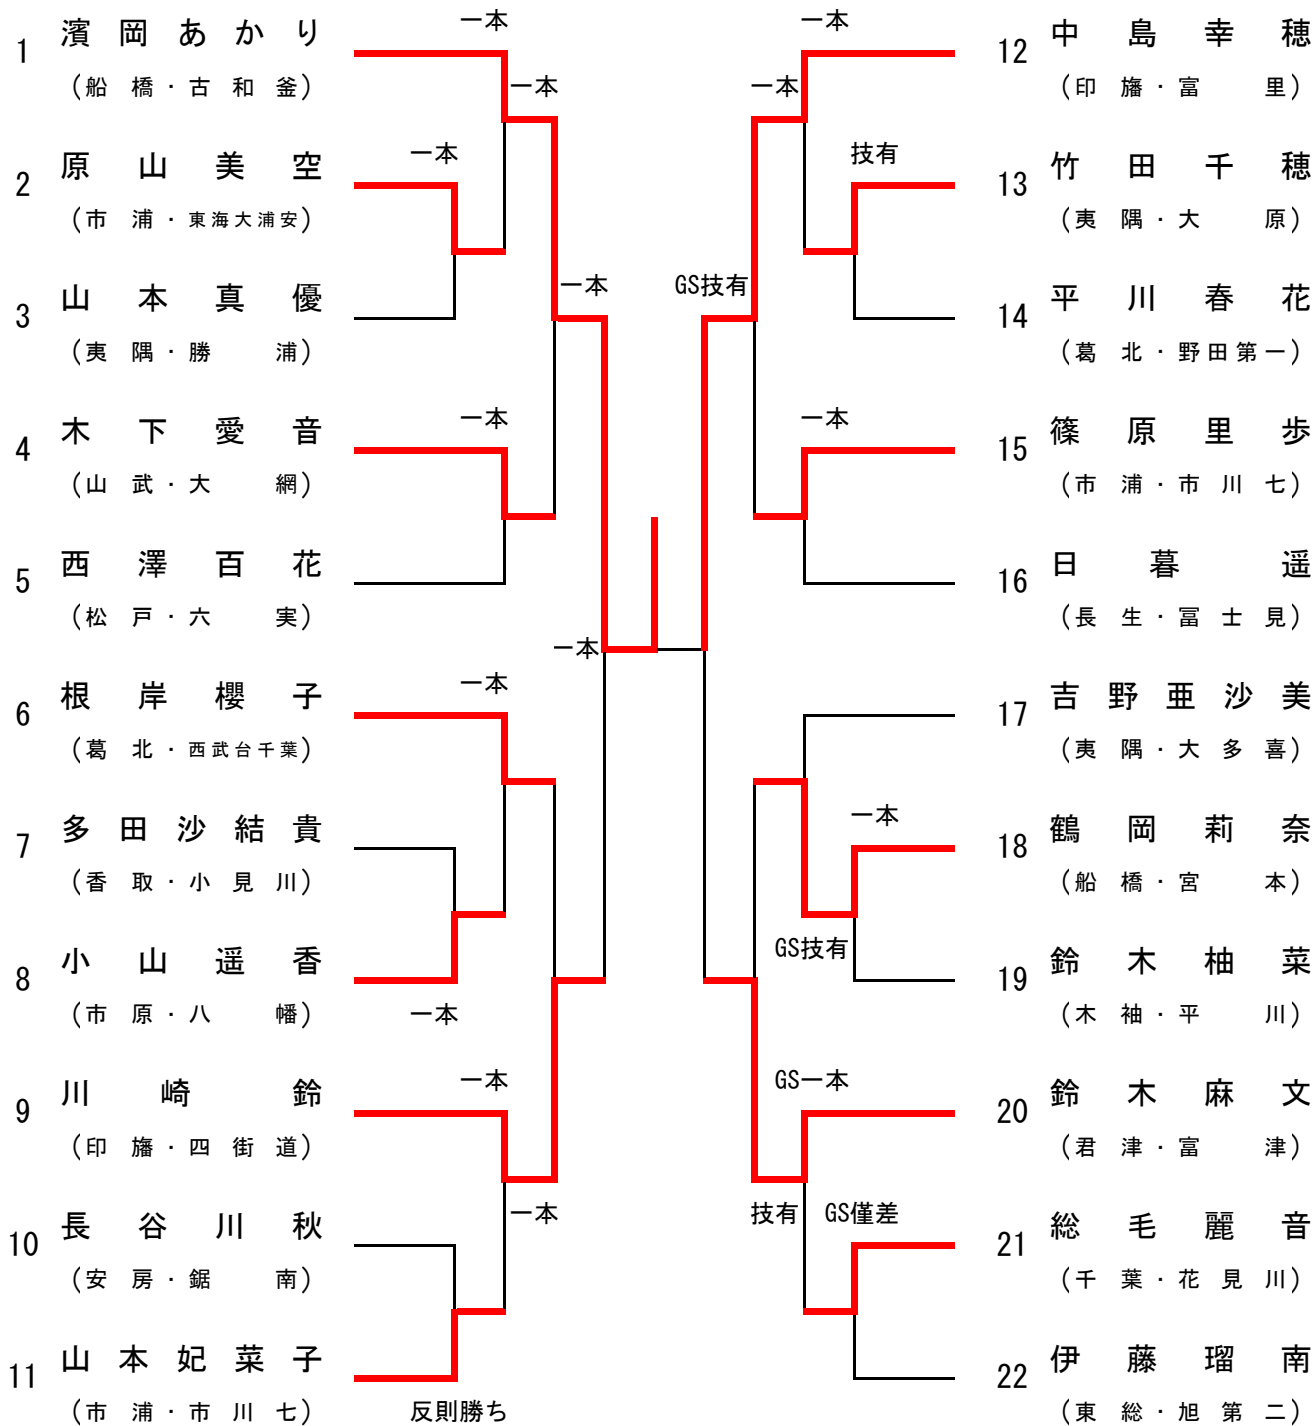 一本
1 濱岡あかり
(船橋・古和釜)
一本
一本
2 原山美空
(市浦・東海大浦安)
3 山本真優
(夷隅・勝浦)
一本
一本
4 木下愛音
(山武・大網)
5 西澤百花
(松戸・六実)
一本
一本
6 根岸櫻子
(葛北・西武台千葉)
7 多田沙結貴
(香取・小見川)
8 小山遥香
(市原・八幡)
一本
一本
9 川崎鈴
(印旛・四街道)
一本
10 長谷川秋
(安房・鋸南)
11 山本妃菜子
(市浦・市川七)
反則勝ち
一本
12 中島幸穂
(印旛・富里)
一本
技有
13 竹田千穂
(夷隅・大原)
GS技有
14 平川春花
(葛北・野田第一)
一本
15 篠原里歩
(市浦・市川七)
16 日暮遥
(長生・冨士見)
17 吉野亜沙美
(夷隅・大多喜)
一本
18 鶴岡莉奈
(船橋・宮本)
GS技有
19 鈴木柚菜
(木袖・平川)
GS一本
20 鈴木麻文
(君津・富津)
技有
GS僅差
21 総毛麗音
(千葉・花見川)
22 伊藤瑠南
(東総・旭第二)